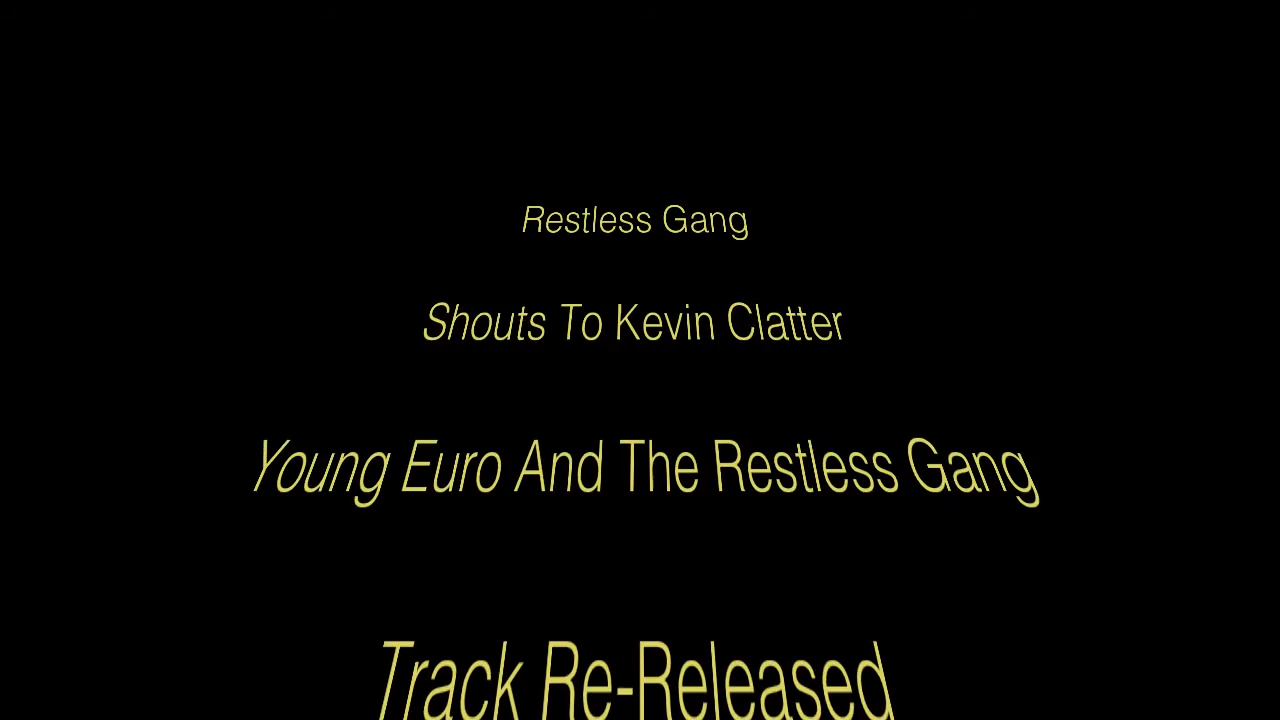 Restless Gang
Shouts To Kevin Clatter
Young Euro And The Restless Gang
Track Re-Released